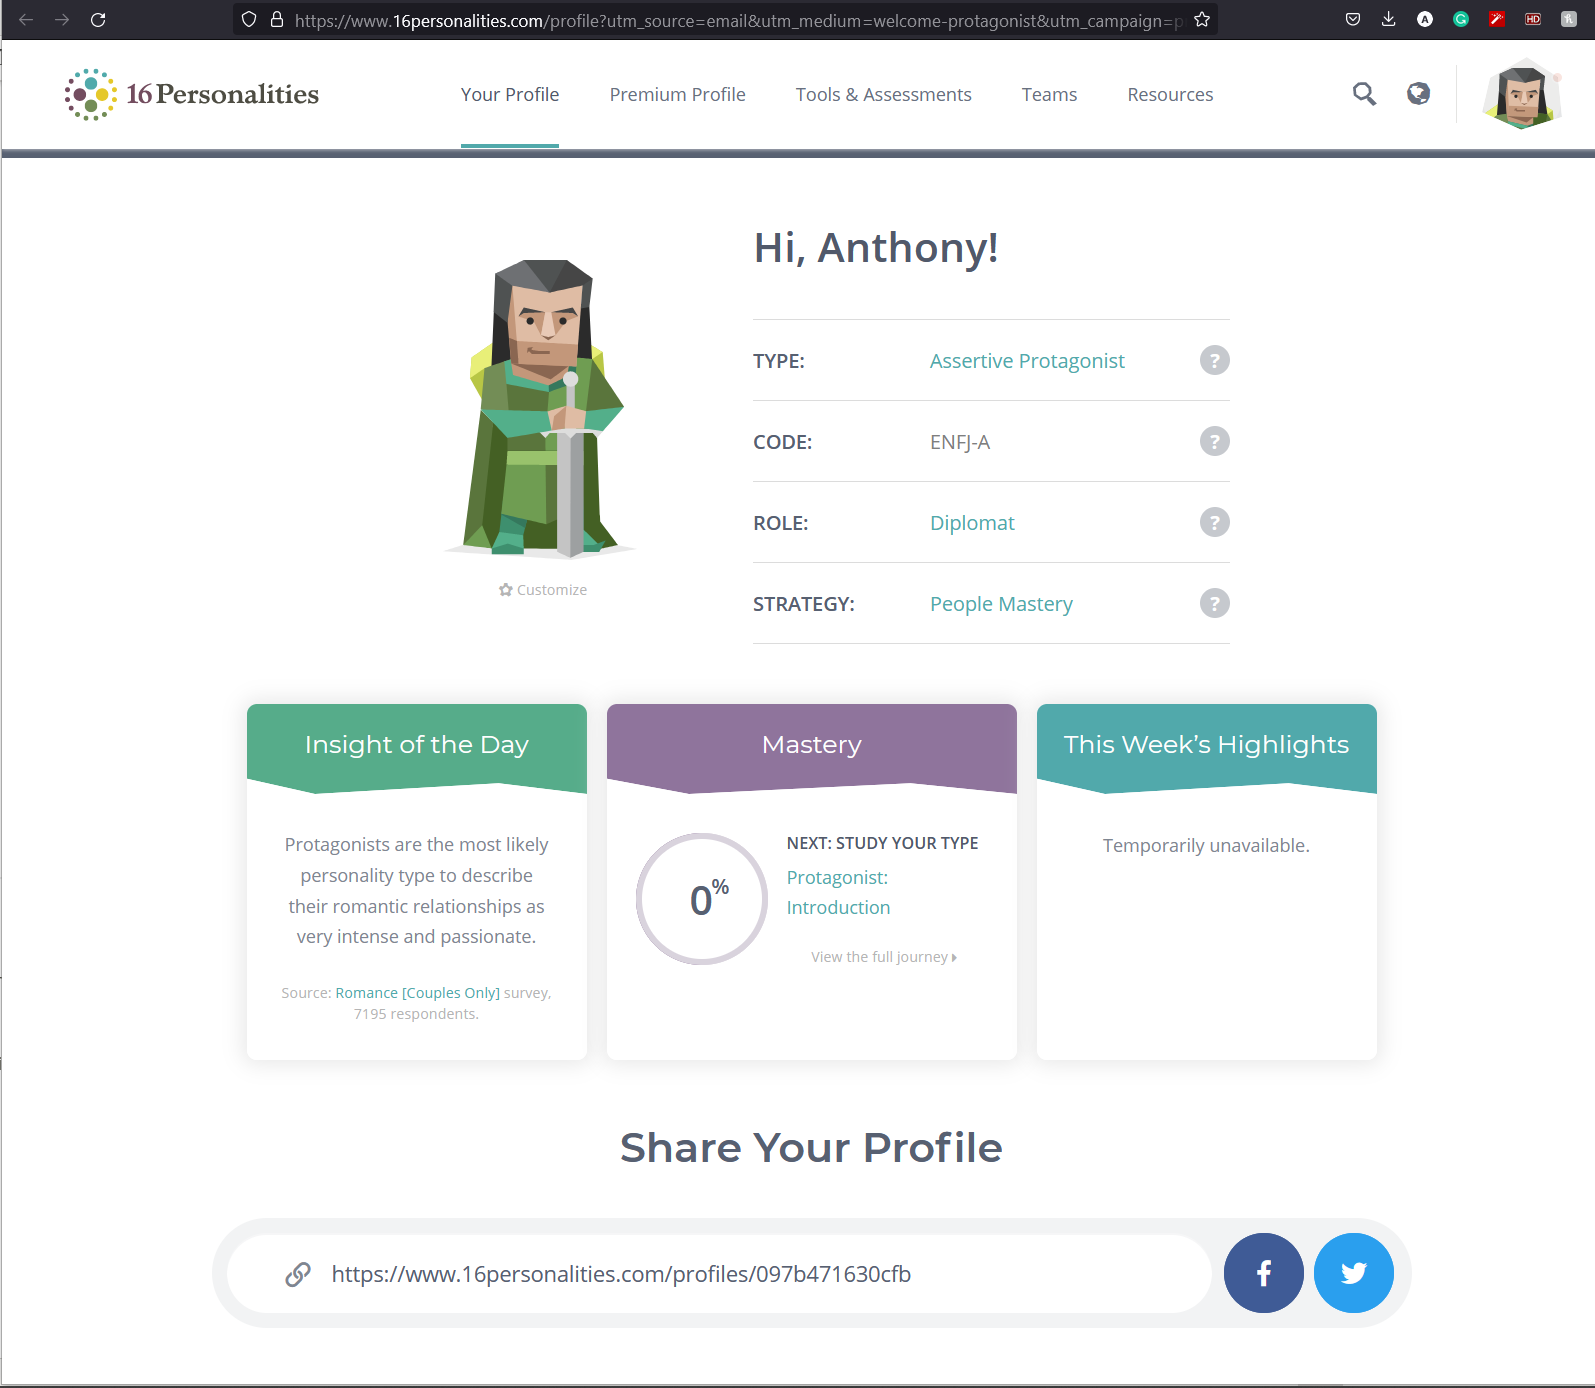 https://www.16personalities.com/profile?utm_source=email&utm_medium=welcome-protagonist&utm_campaign=p
A
G
HD
16Personalities
Your Profile
Premium Profile
Tools & Assessments
Teams
Resources
Hi, Anthony!
TYPE: Assertive Protagonist ?
CODE: ENFJ-A ?
ROLE: Diplomat ?
STRATEGY: People Mastery ?
Customize
Insight of the Day
Protagonists are the most likely
personality type to describe
their romantic relationships as
very intense and passionate.
Source: Romance [Couples Only] survey,
7195 respondents.
Mastery
0%
NEXT: STUDY YOUR TYPE
Protagonist:
Introduction
View the full journey
This Week's Highlights
Temporarily unavailable.
Share Your Profile
https://www.16personalities.com/profiles/097b471630cfb